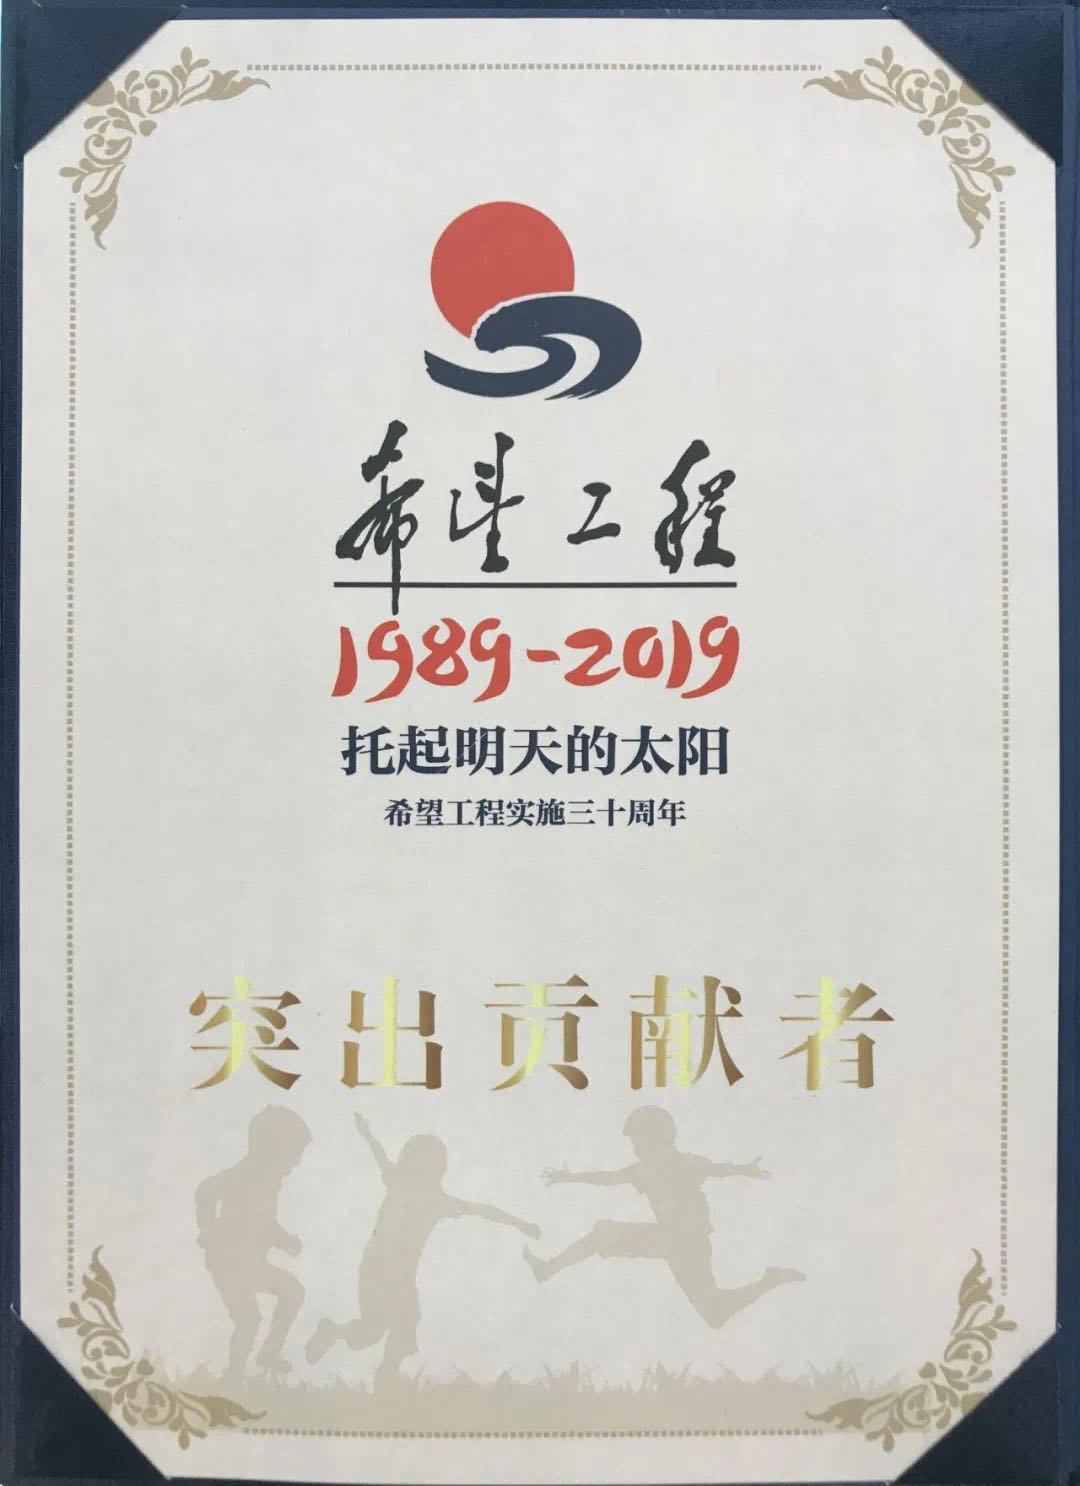 希望工程
1989-2019
托起明天的太阳
希望工程实施三十周年
突出贡献者